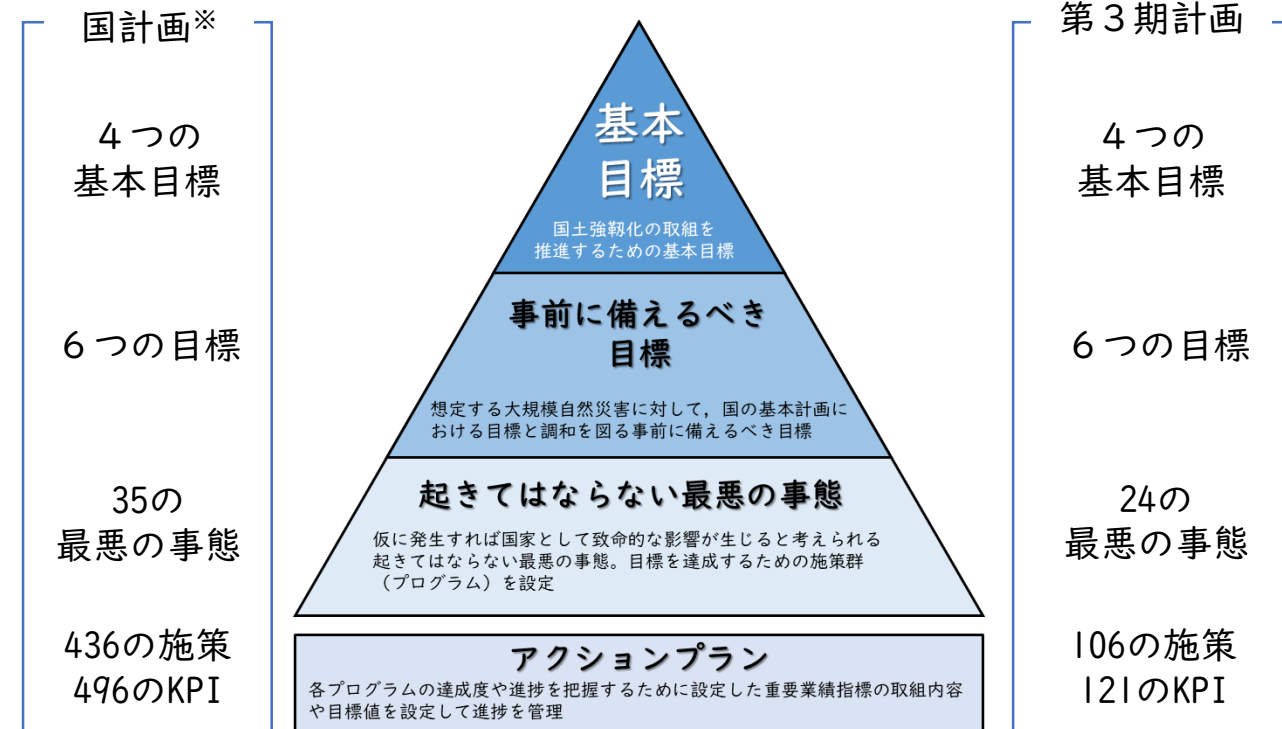 国計画※
4つの
基本目標
6つの目標
35の
最悪の事態
436の施策
496のKPI
基本
目標
国土強靱化の取組を
推進するための基本目標
事前に備えるべき
目標
想定する大規模自然災害に対して，国の基本計画に
おける目標と調和を図る事前に備えるべき目標
起きてはならない最悪の事態
仮に発生すれば国家として致命的な影響が生じると考えられる
起きてはならない最悪の事態。目標を達成するための施策群
（プログラム）を設定
アクションプラン
各プログラムの達成度や進捗を把握するために設定した重要業績指標の取組内容
や目標値を設定して進捗を管理
第３期計画
4つの
基本目標
6つの目標
24の
最悪の事態
106の施策
121のKPI